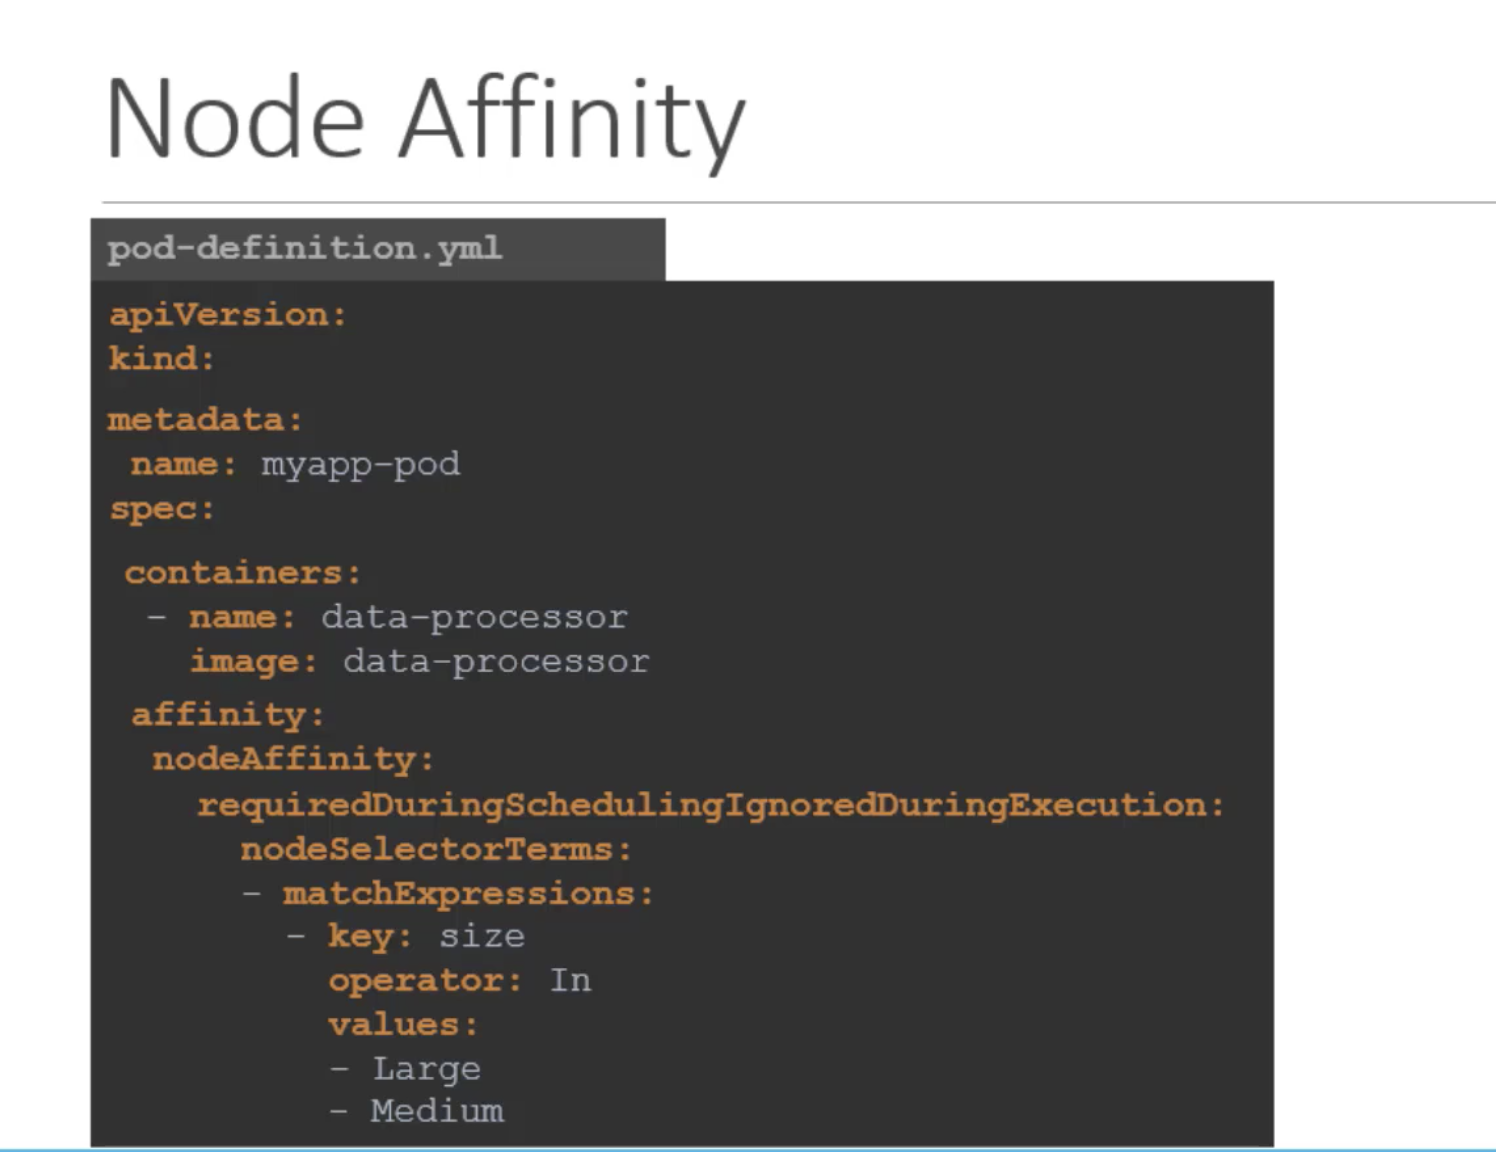 Node Affinity
pod-definition.yml
apiVersion:
kind:
metadata:
name: myapp-pod
spec:
containers:
- name: data-processor
image: data-processor
affinity:
nodeAffinity:
requiredDuringSchedulingIgnoredDuringExecution:
nodeSelectorTerms:
- matchExpressions:
- key: size
operator: In
values:
- Large
- Medium